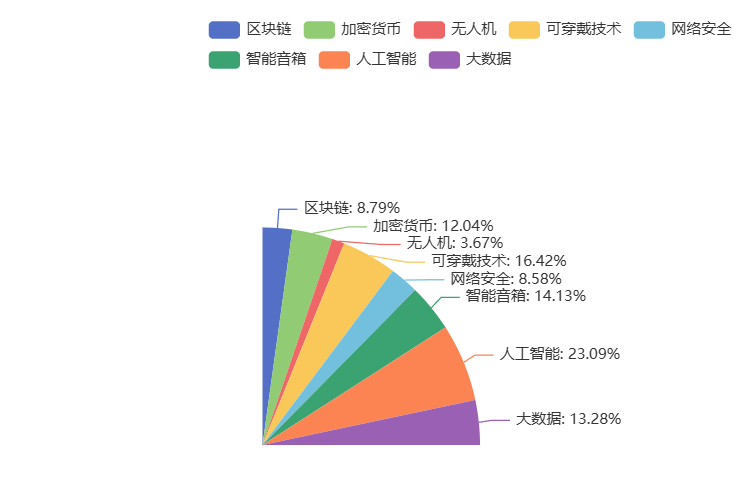 区块链 加密货币 无人机 可穿戴技术 网络安全
智能音箱 人工智能 大数据
区块链: 8.79%
加密货币: 12.04%
无人机: 3.67%
可穿戴技术: 16.42%
网络安全: 8.58%
智能音箱: 14.13%
人工智能: 23.09%
大数据: 13.28%